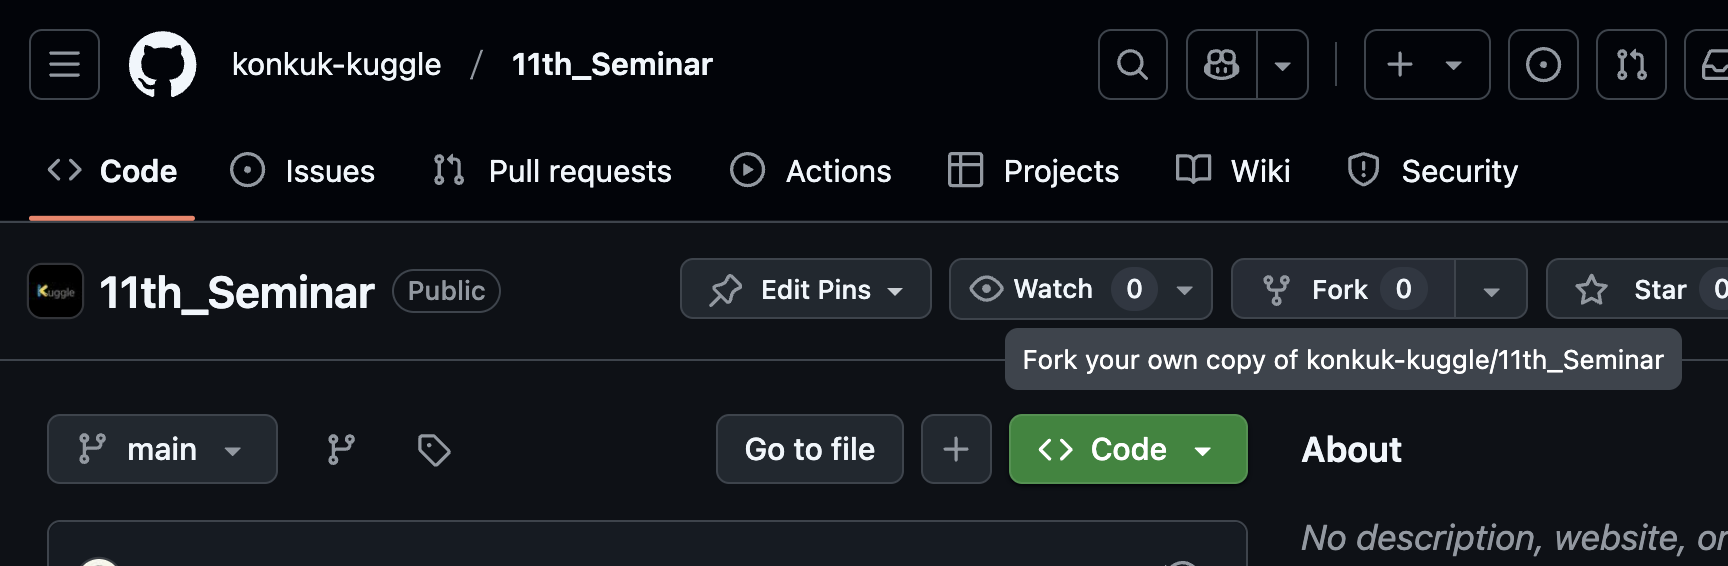 konkuk-kuggle / 11th_Seminar
Code Issues Pull requests Actions Projects Wiki Security
Kuggle 11th_Seminar Public Edit Pins Watch 0 Fork 0 Star 0
Fork your own copy of konkuk-kuggle/11th_Seminar
main Go to file Code About
No description, website, or